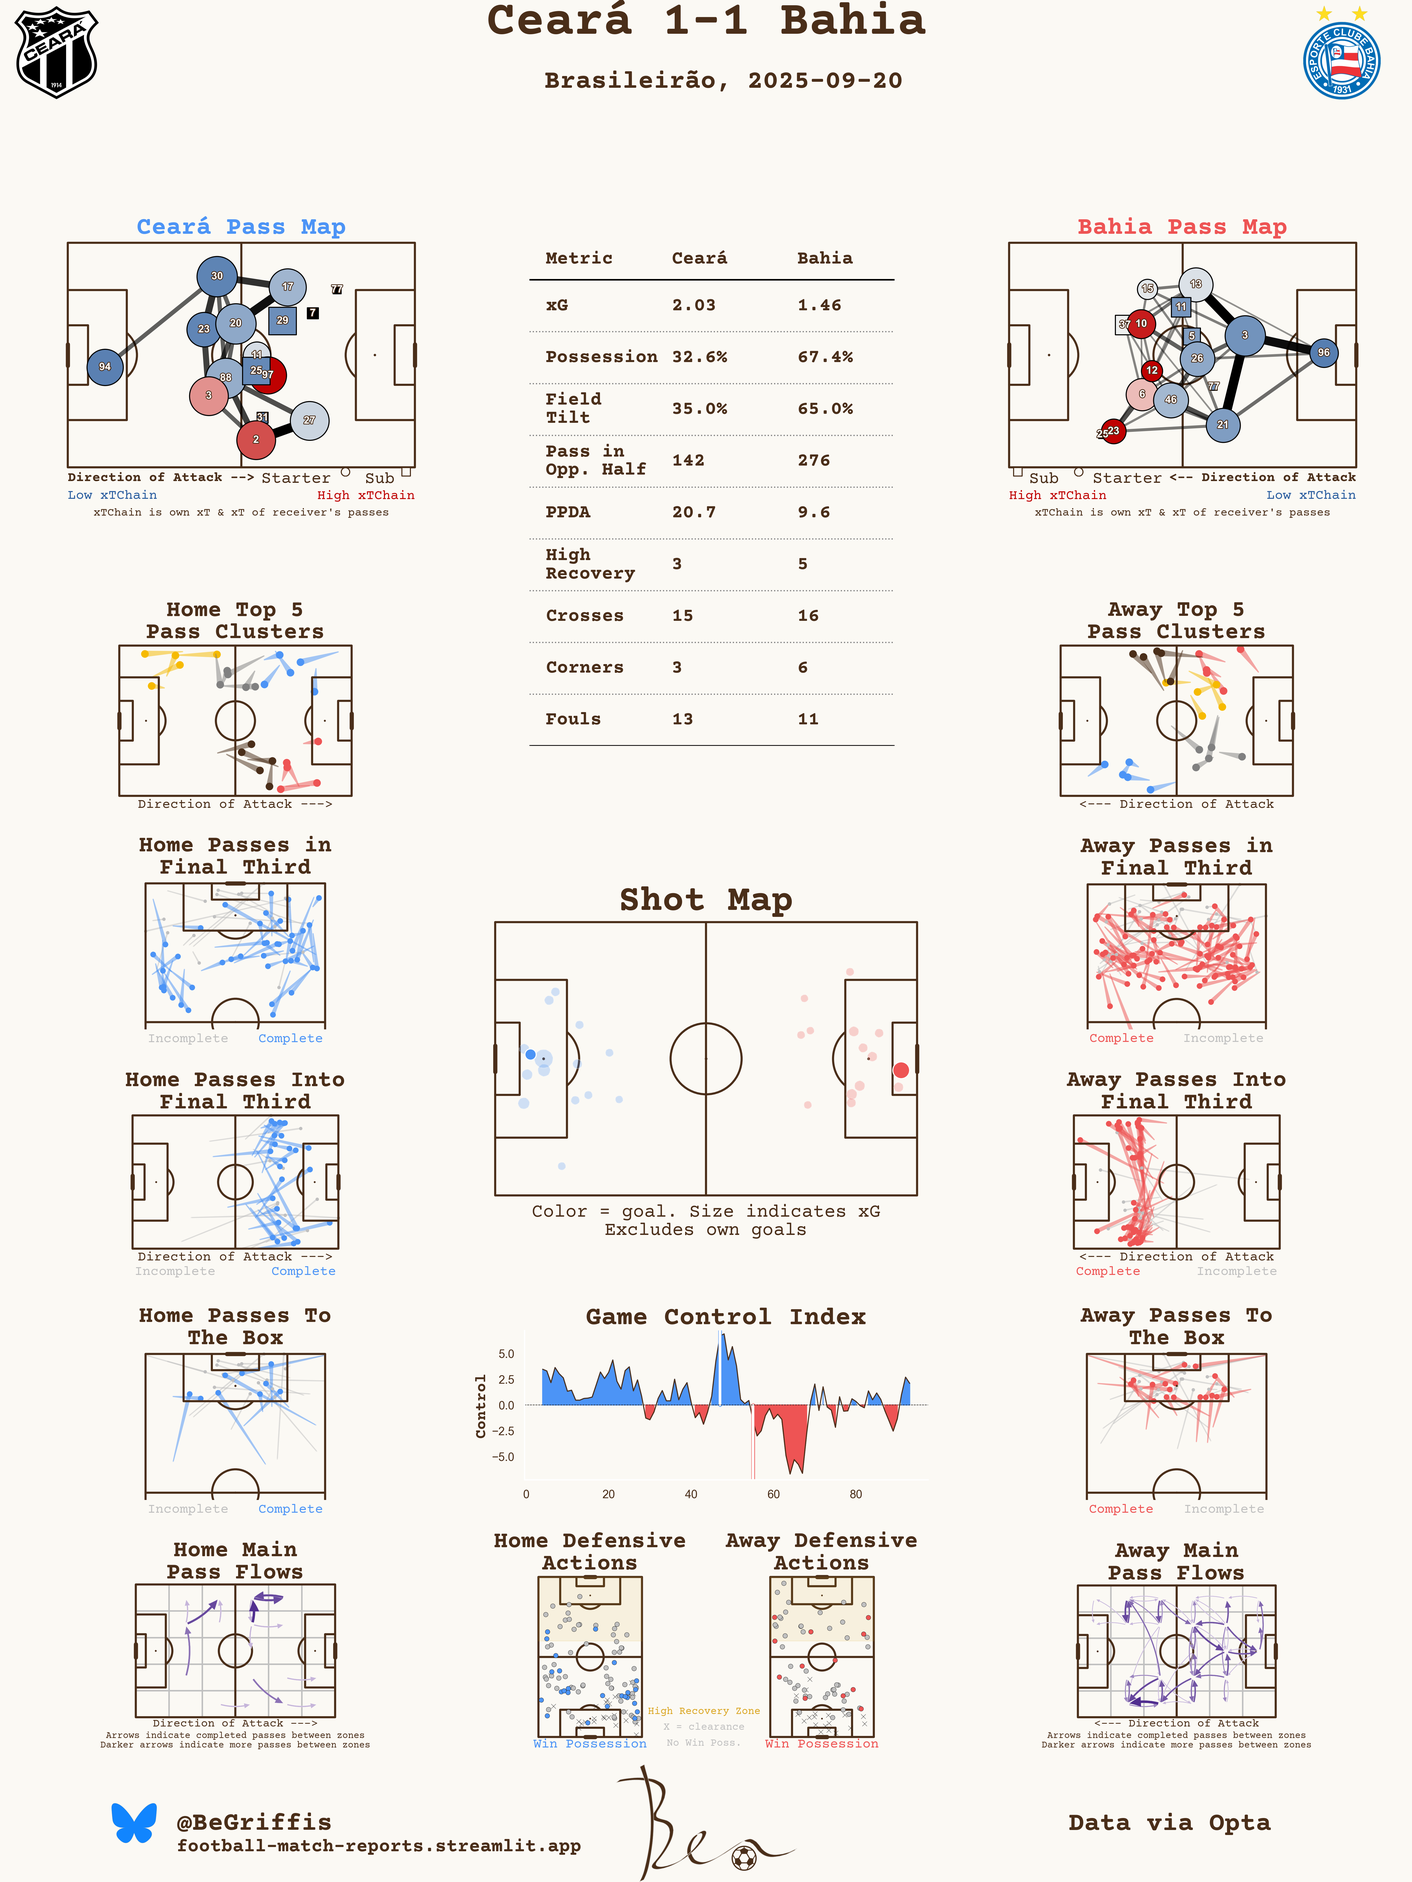 Ceará 1-1 Bahia
Brasileirão, 2025-09-20
CEARÁ
1914
ESPORTE CLUBE BAHIA
1931
Ceará Pass Map
30
17
77
7
29
20
23
11
94
25
97
88
3
31
27
2
Direction of Attack --> Starter Sub
Low xTChain High xTChain
xTChain is own xT & xT of receiver's passes
Metric Ceará Bahia
xG 2.03 1.46
Possession 32.6% 67.4%
Field
Tilt 35.0% 65.0%
Pass in
Opp. Half 142 276
PPDA 20.7 9.6
High
Recovery 3 5
Crosses 15 16
Corners 3 6
Fouls 13 11
Bahia Pass Map
15
13
11
37
10
5
3
26
96
12
77
6
46
21
25
23
Sub Starter <-- Direction of Attack
High xTChain Low xTChain
xTChain is own xT & xT of receiver's passes
Home Top 5
Pass Clusters
Direction of Attack --->
Away Top 5
Pass Clusters
<--- Direction of Attack
Home Passes in
Final Third
Incomplete Complete
Shot Map
Color = goal. Size indicates xG
Excludes own goals
Away Passes in
Final Third
Complete Incomplete
Home Passes Into
Final Third
Direction of Attack --->
Incomplete Complete
Away Passes Into
Final Third
<--- Direction of Attack
Complete Incomplete
Home Passes To
The Box
Incomplete Complete
Game Control Index
Control
5.0
2.5
0.0
−2.5
−5.0
0 20 40 60 80
Away Passes To
The Box
Complete Incomplete
Home Main
Pass Flows
Direction of Attack --->
Arrows indicate completed passes between zones
Darker arrows indicate more passes between zones
Home Defensive
Actions
Win Possession
High Recovery Zone
X = clearance
No Win Poss.
Away Defensive
Actions
Win Possession
Away Main
Pass Flows
<--- Direction of Attack
Arrows indicate completed passes between zones
Darker arrows indicate more passes between zones
@BeGriffis
football-match-reports.streamlit.app
Ben
Data via Opta